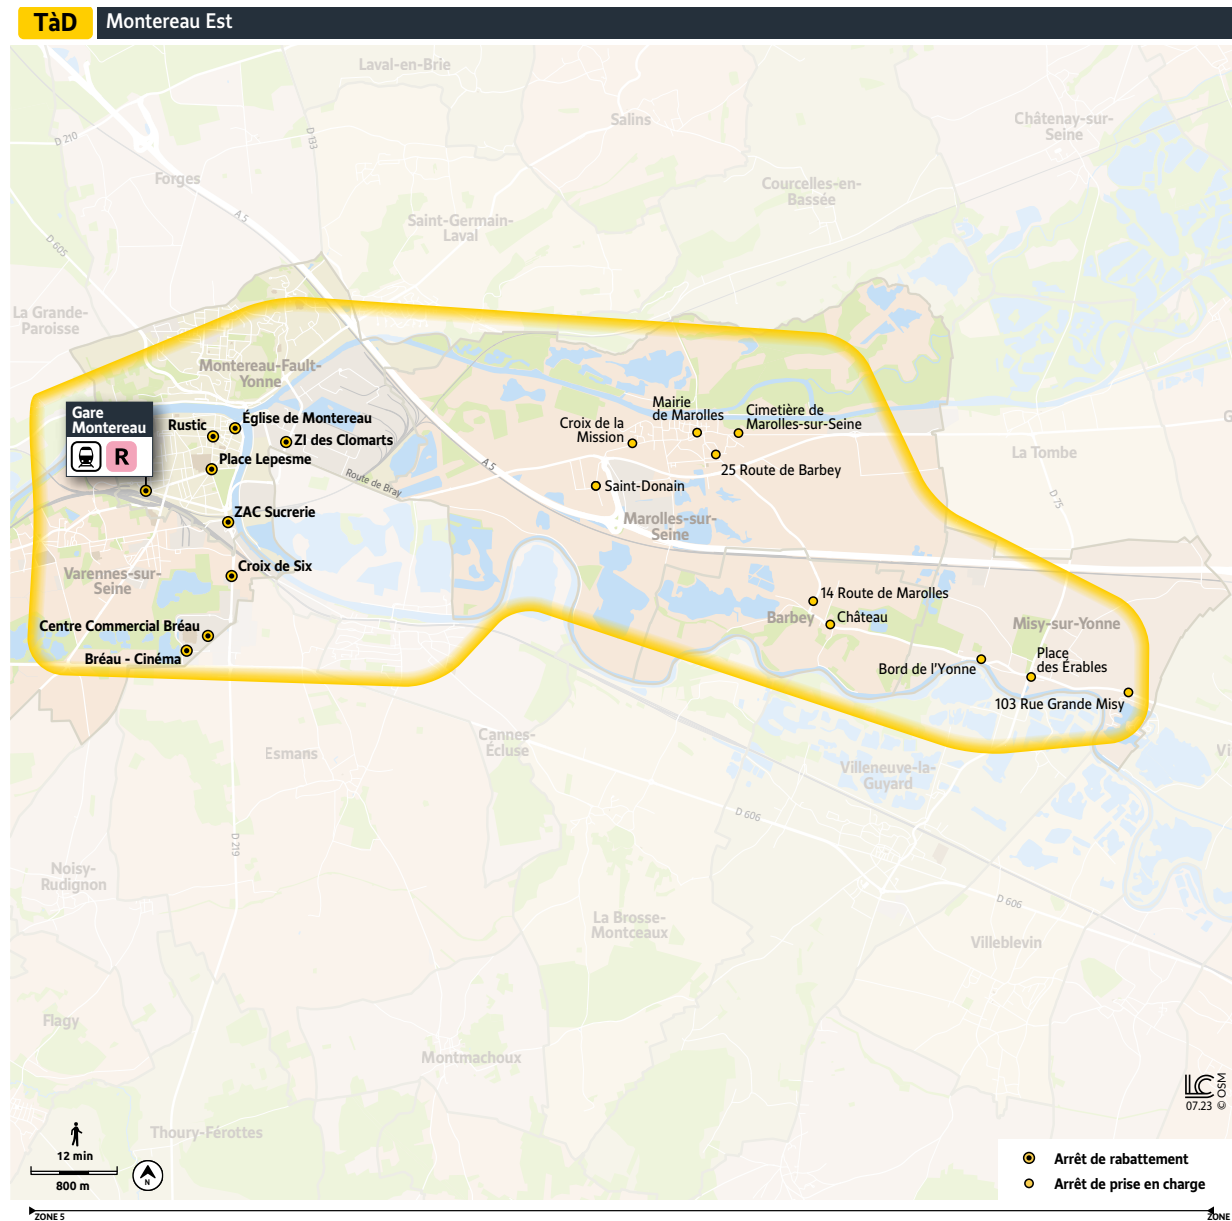 TàD
Montereau Est
Laval-en-Brie
Salins
Châtenay-sur-
Seine
D 210
D 133
Forges
Courcelles-en-
Bassée
A 5
Saint-Germain-
Laval
D 605
La Grande-
Paroisse
Montereau-Fault-
Yonne
Gare
Montereau
R
Rustic
Église de Montereau
ZI des Clomarts
Place Lepesme
Route de Bray
ZAC Sucrerie
Croix de Six
Varennes-sur-
Seine
Centre Commercial Bréau
Bréau - Cinéma
A 5
Croix de la
Mission
Mairie
de Marolles
Cimetière de
Marolles-sur-Seine
25 Route de Barbey
Saint-Donain
Marolles-sur-
Seine
La Tombe
D 75
14 Route de Marolles
Barbey
Château
Misy-sur-Yonne
Bord de l'Yonne
Place
des Érables
103 Rue Grande Misy
Cannes-
Écluse
Esmans
Villeneuve-la-
Guyard
D 606
D 219
Noisy-
Rudignon
La Brosse-
Montceaux
D 606
Villeblevin
Flagy
Montmachoux
Thoury-Férottes
LC
07.23
© OSM
12 min
800 m
N
Arrêt de rabattement
Arrêt de prise en charge
ZONE 5
ZONE